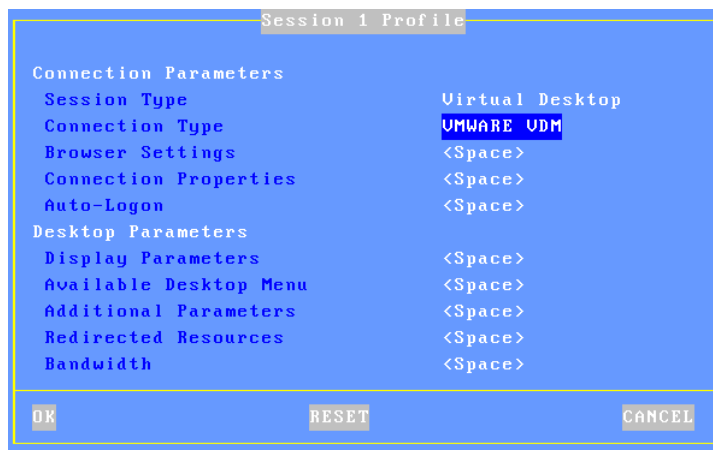 Session 1 Profile
Connection Parameters
Session Type Virtual Desktop
Connection Type VMWARE VDM
Browser Settings <Space>
Connection Properties <Space>
Auto-Logon <Space>
Desktop Parameters
Display Parameters <Space>
Available Desktop Menu <Space>
Additional Parameters <Space>
Redirected Resources <Space>
Bandwidth <Space>
OK RESET CANCEL